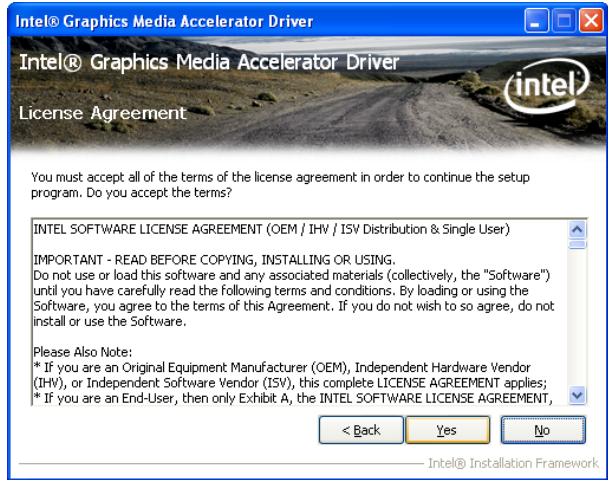 Intel® Graphics Media Accelerator Driver
Intel® Graphics Media Accelerator Driver
intel
License Agreement
You must accept all of the terms of the license agreement in order to continue the setup
program. Do you accept the terms?
INTEL SOFTWARE LICENSE AGREEMENT (OEM / IHV / ISV Distribution & Single User)
IMPORTANT - READ BEFORE COPYING, INSTALLING OR USING.
Do not use or load this software and any associated materials (collectively, the "Software")
until you have carefully read the following terms and conditions. By loading or using the
Software, you agree to the terms of this Agreement. If you do not wish to so agree, do not
install or use the Software.
Please Also Note:
* If you are an Original Equipment Manufacturer (OEM), Independent Hardware Vendor
(IHV), or Independent Software Vendor (ISV), this complete LICENSE AGREEMENT applies;
* If you are an End-User, then only Exhibit A, the INTEL SOFTWARE LICENSE AGREEMENT,
< Back
Yes
No
Intel® Installation Framework